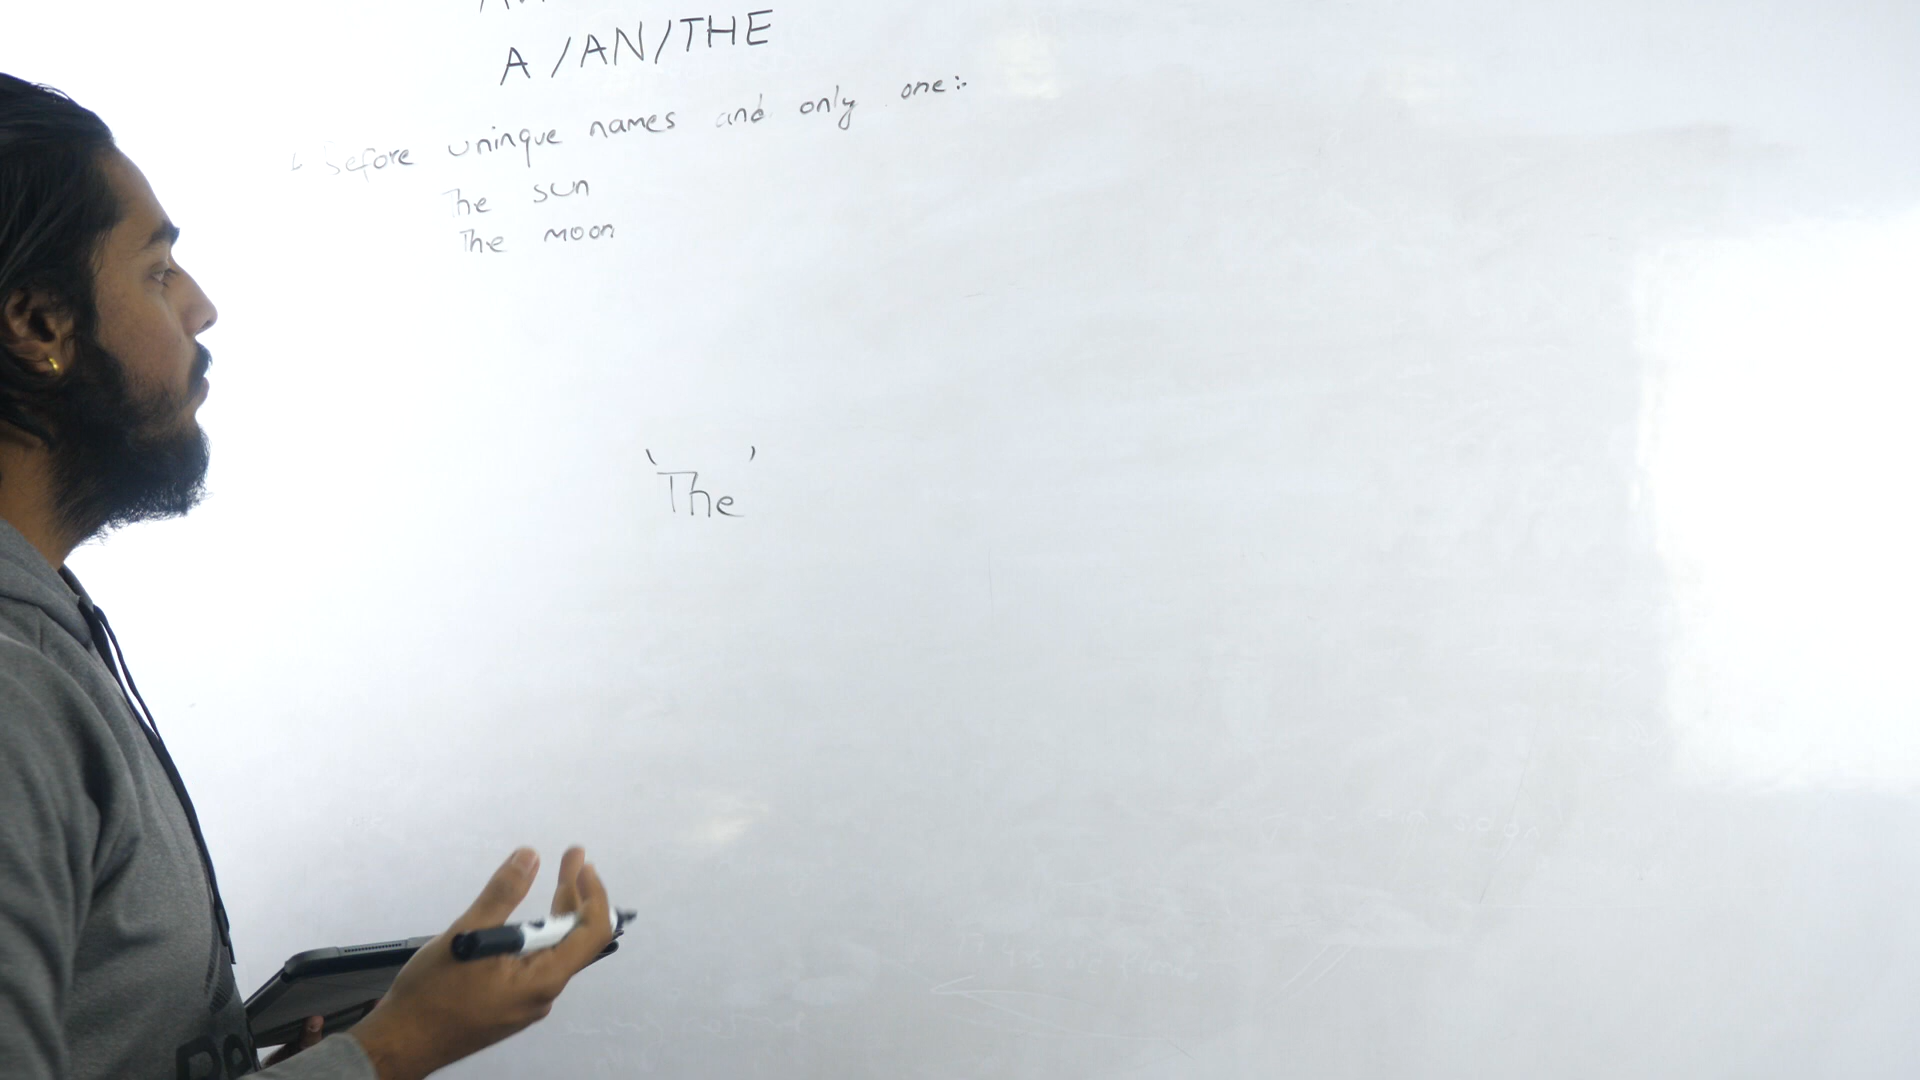 A/AN/THE
Before uninque names and only one:-
The sun
The moon
'The'